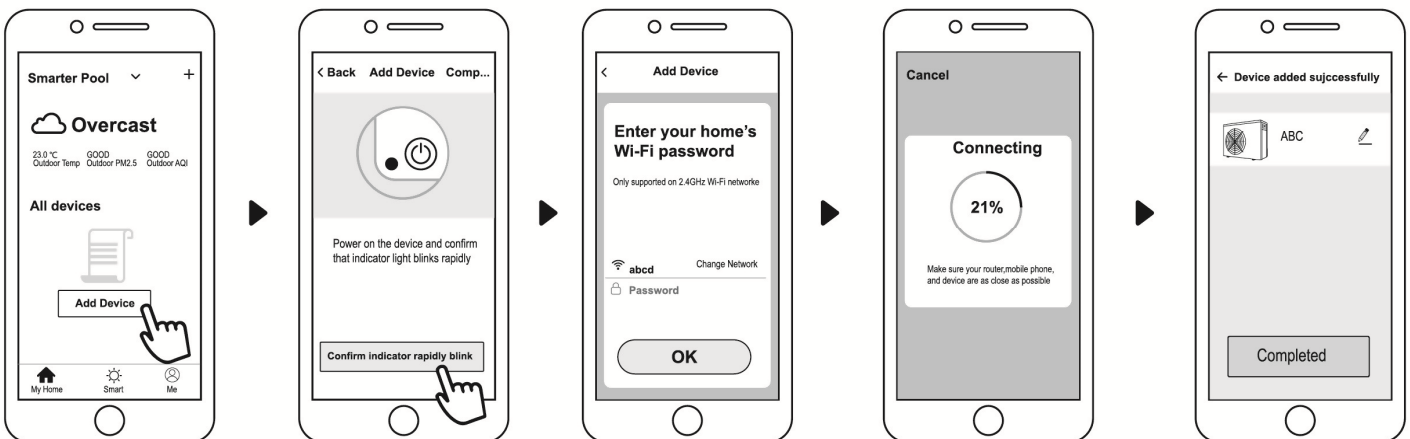 Smarter Pool
+
Overcast
23.0 ℃ GOOD GOOD
Outdoor Temp Outdoor PM2.5 Outdoor AQI
All devices
Add Device
My Home Smart Me
< Back Add Device Comp...
Power on the device and confirm
that indicator light blinks rapidly
Confirm indicator rapidly blink
< Add Device
Enter your home's
Wi-Fi password
Only supported on 2.4GHz Wi-Fi networke
abcd Change Network
Password
OK
Cancel
Connecting
21%
Make sure your router,mobile phone,
and device are as close as possible
← Device added sujccessfully
ABC
Completed